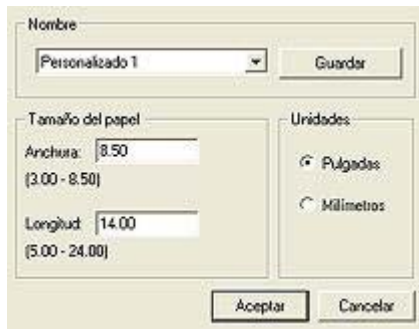 Nombre
Personalizado 1
Guardar
Tamaño del papel
Anchura: 8.50
(3.00 - 8.50)
Longitud: 14.00
(5.00 - 24.00)
Unidades
Pulgadas
Milímetros
Aceptar
Cancelar